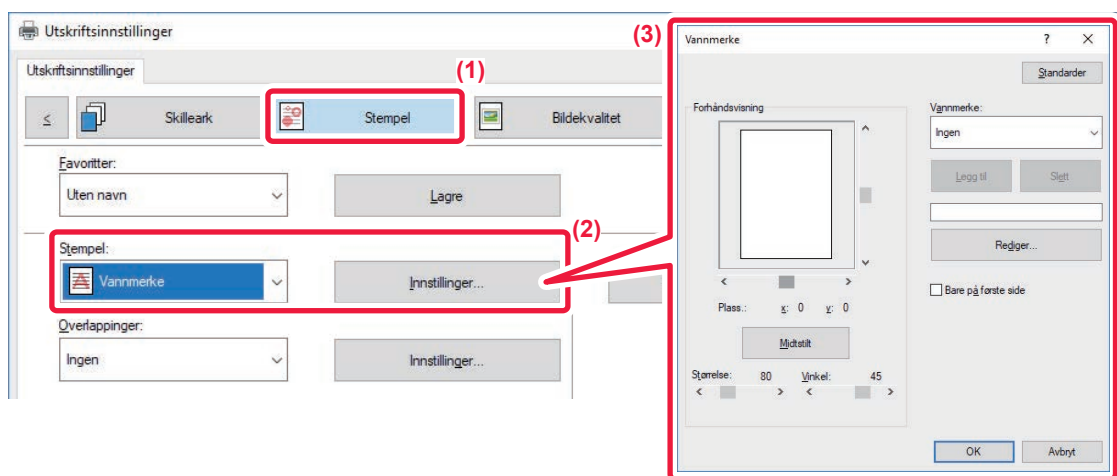 Utskriftsinnstillinger
Utskriftsinnstillinger
(1)
< Skilleark Stempel Bildekvalitet
Favoritter:
Uten navn Lagre
(2)
Stempel:
Vannmerke Innstillinger...
Overlappinger:
Ingen Innstillinger...
(3)
Vannmerke ? X
Standarder
Forhåndsvisning Vannmerke:
Ingen
Legg til Slett
Rediger...
Bare på første side
Plass.: x: 0 y: 0
Midtstilt
Størrelse: 80 Vinkel: 45
OK Avbryt